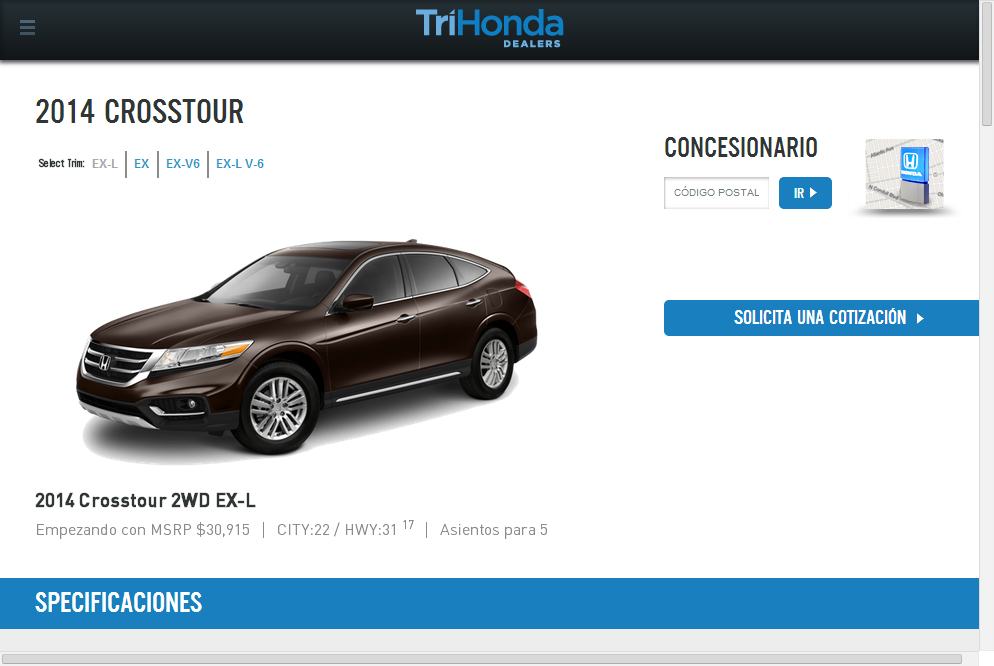 TriHonda
DEALERS
2014 CROSSTOUR
Select Trim: EX-L EX EX-V6 EX-L V-6
CONCESIONARIO
CÓDIGO POSTAL IR
HONDA
SOLICITA UNA COTIZACIÓN
2014 Crosstour 2WD EX-L
Empezando con MSRP $30,915 | CITY:22 / HWY:31 17 | Asientos para 5
SPECIFICACIONES